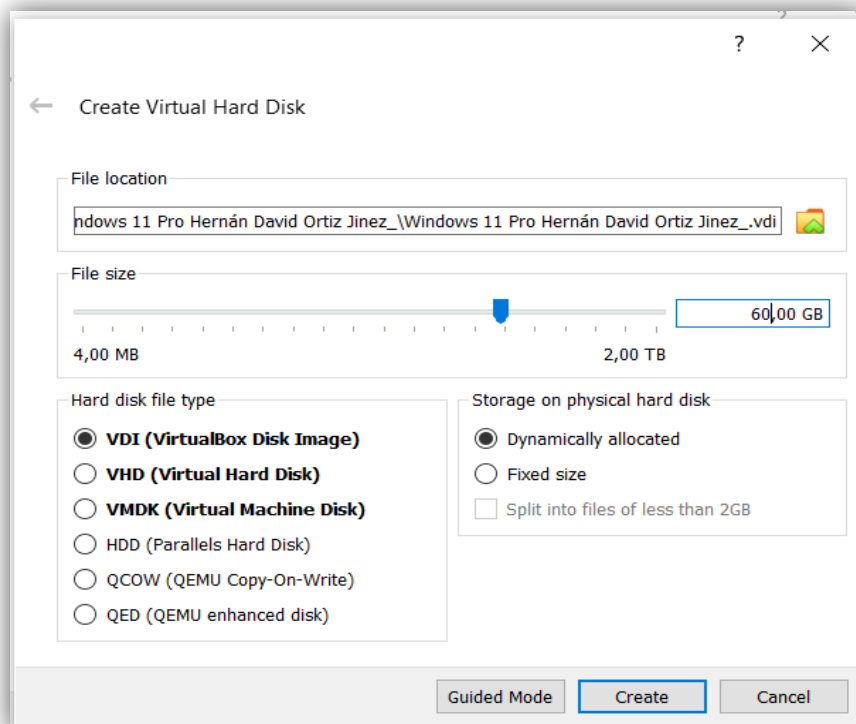 ?
Create Virtual Hard Disk
File location
ndows 11 Pro Hernán David Ortiz Jinez_\Windows 11 Pro Hernán David Ortiz Jinez_.vdi
File size
60,00 GB
4,00 MB 2,00 TB
Hard disk file type
VDI (VirtualBox Disk Image)
VHD (Virtual Hard Disk)
VMDK (Virtual Machine Disk)
HDD (Parallels Hard Disk)
QCOW (QEMU Copy-On-Write)
QED (QEMU enhanced disk)
Storage on physical hard disk
Dynamically allocated
Fixed size
Split into files of less than 2GB
Guided Mode Create Cancel